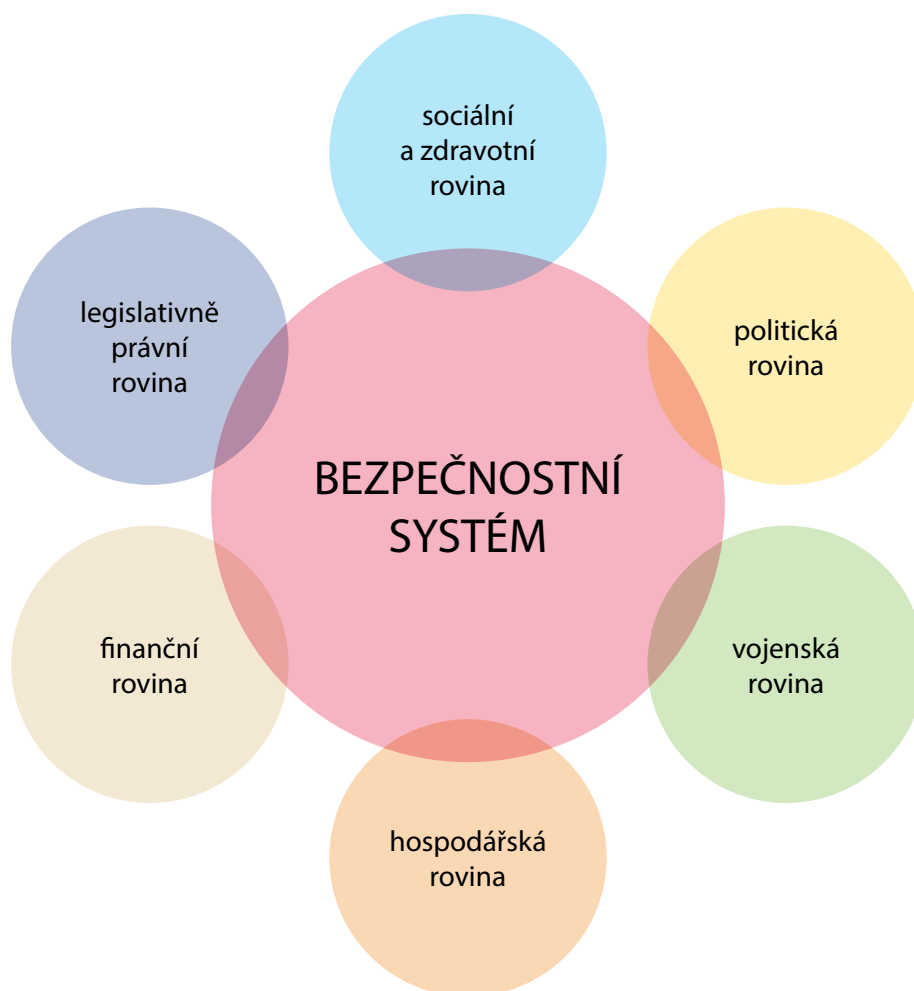 sociální
a zdravotní
rovina
legislativně
právní
rovina
politická
rovina
BEZPEČNOSTNÍ
SYSTÉM
finanční
rovina
vojenská
rovina
hospodářská
rovina